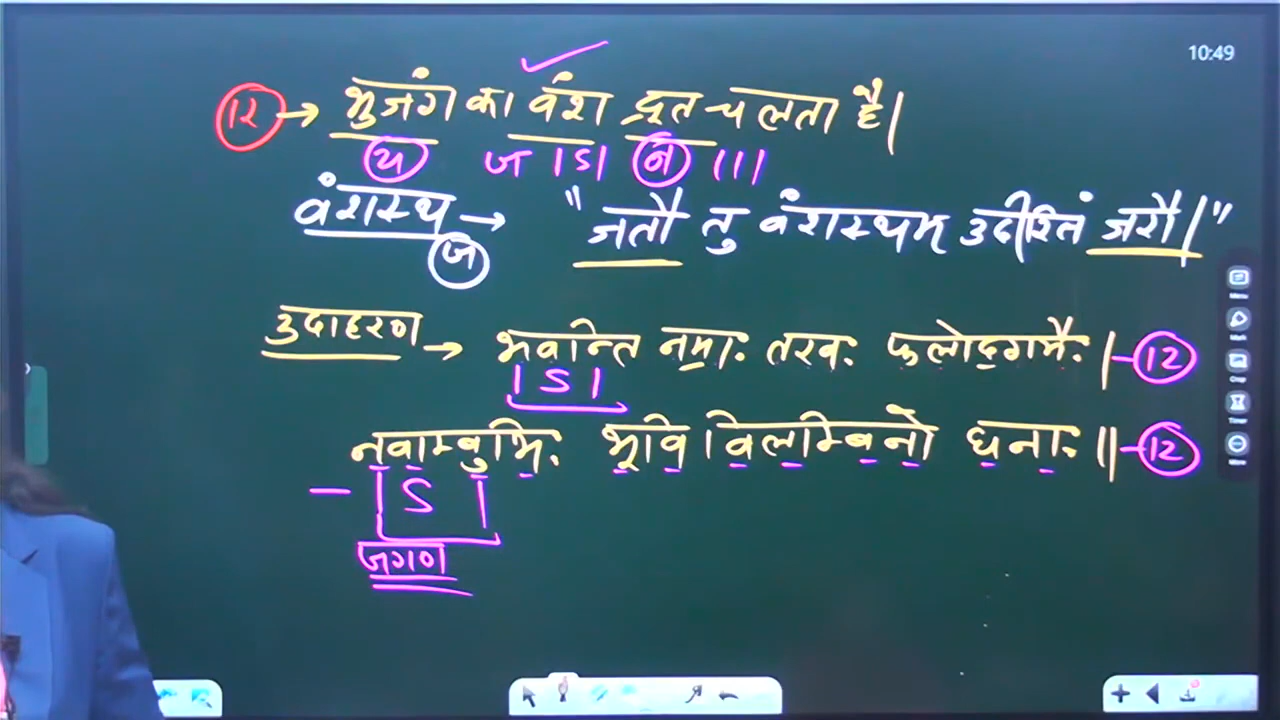 10:49
१२ → भुजंग का वंश द्रुत चलता है।
य ज ।ऽ। न ।।।
वंशस्थ → "जतौ तु वंशस्थम उदीरितं जरौ।"
ज
उदाहरण → भवन्ति नम्राः तरवः फलोद्गमैः।-12
।ऽ।
नवाम्बुभिः भूवि विलम्बिनो घनाः॥-12
-।ऽ।
जगण